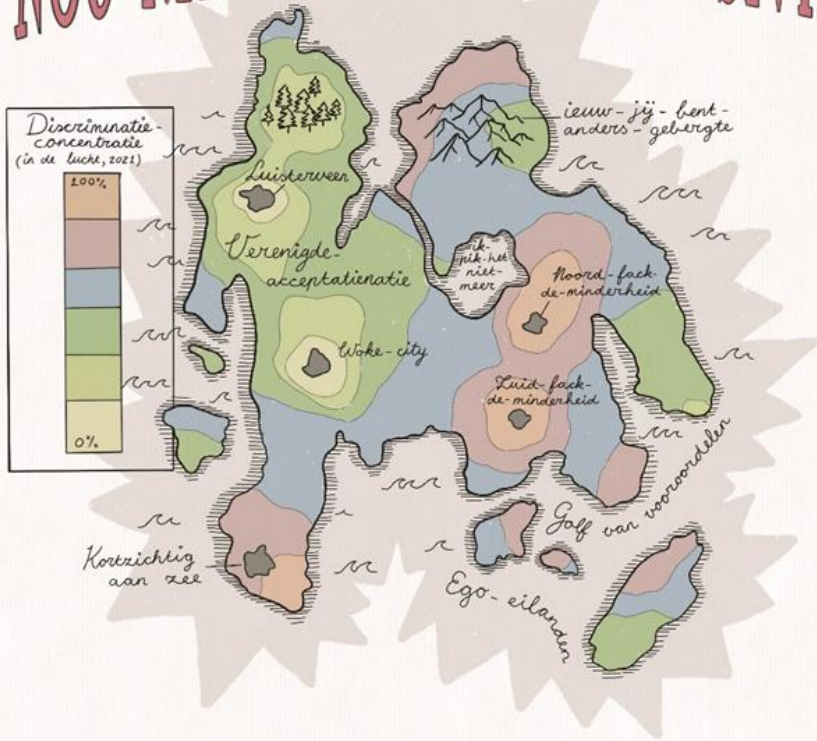 Discriminatie-
concentratie
(in de lucht, 2021)
100%
0%
ieuw-jij-bent-
anders-gebergte
Luisterveen
Verenigde-
acceptatienatie
ik-
pik-het
niet-
meer
Noord-fack-
de-minderheid
Woke-city
Zuid-fack-
de-minderheid
Golf van vooroordelen
Kortzichtig
aan zee
Ego-eilanden